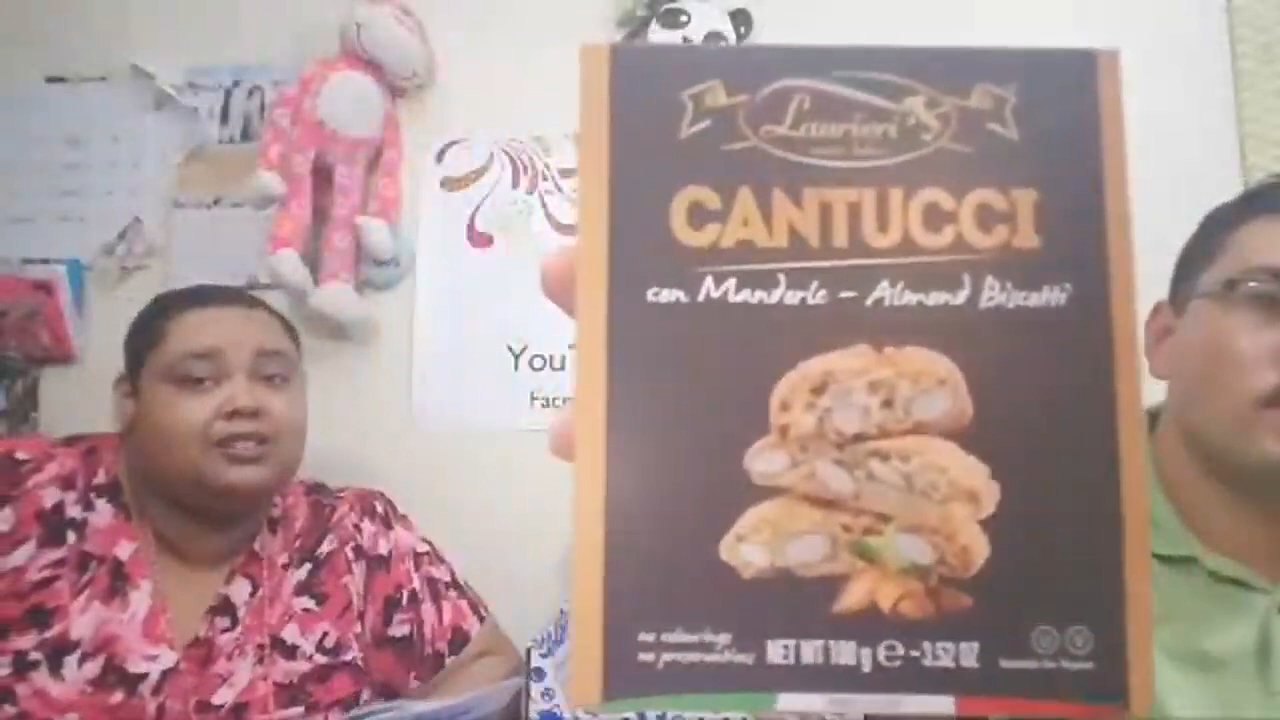 Laurieri
CANTUCCI
con Mandorle - Almond Biscotti
no colourings
no preservatives
NET WT 100 g e ~3.52 OZ
You
Face